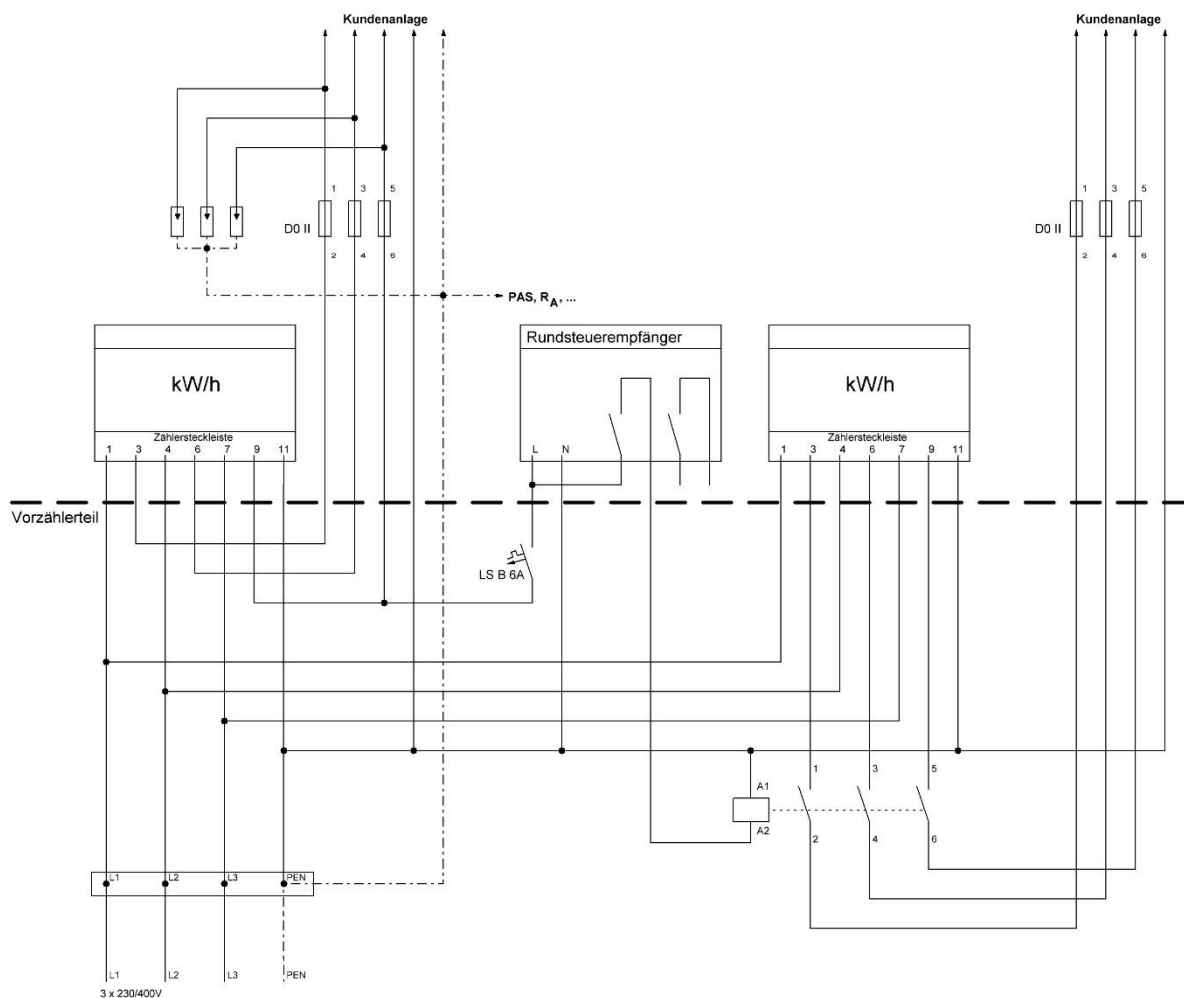 Kundenanlage Kundenanlage
1 3 5 1 3 5
D0 II D0 II
2 4 6 2 4 6
PAS, RA, ...
Rundsteuerempfänger
kW/h kW/h
Zählersteckleiste Zählersteckleiste
1 3 4 6 7 9 11 L N 1 3 4 6 7 9 11
Vorzählerteil
LS B 6A
1 3 5
A1
A2 2 4 6
L1 L2 L3 PEN
L1 L2 L3 PEN
3 x 230/400V